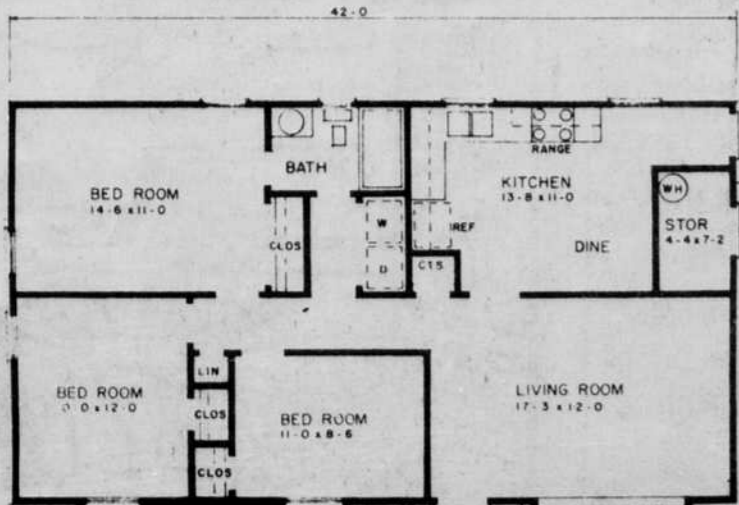 42-0
BATH
RANGE
BED ROOM
14-6 x 11-0
KITCHEN
13-8 x 11-0
WH
CLOS
W
D
REF
STOR
4-4 x 7-2
DINE
CTS
LIN
BED ROOM
x 12-0
CLOS
BED ROOM
11-0 x 8-6
LIVING ROOM
17-3 x 12-0
CLOS